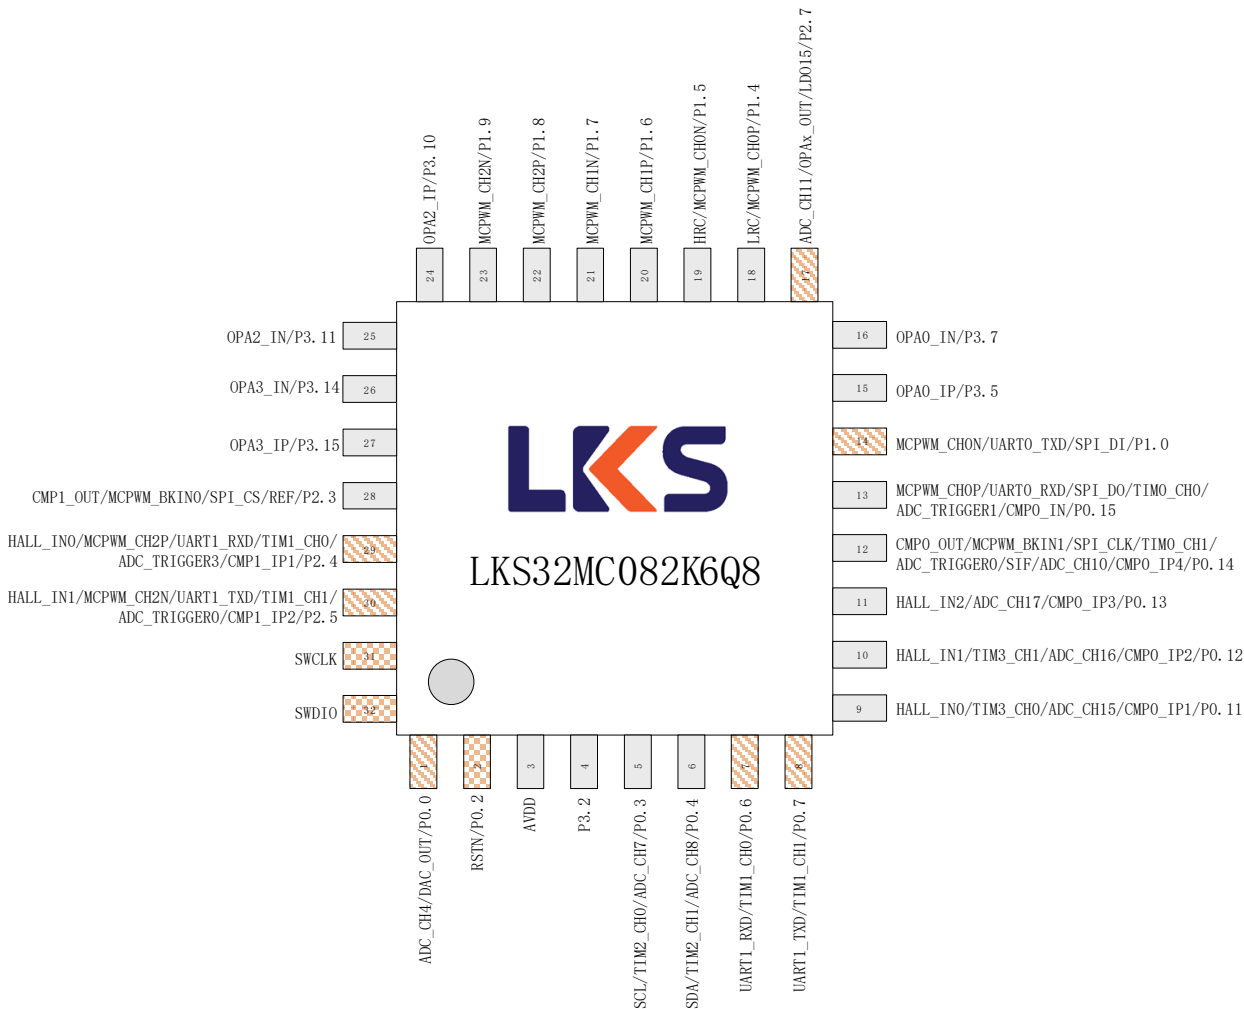 OPA2_IP/P3.10
MCPWM_CH2N/P1.9
MCPWM_CH2P/P1.8
MCPWM_CH1N/P1.7
MCPWM_CH1P/P1.6
HRC/MCPWM_CH0N/P1.5
LRC/MCPWM_CH0P/P1.4
ADC_CH11/OPAx_OUT/LDO15/P2.7
24
23
22
21
20
19
18
17
OPA2_IN/P3.11
25
OPA3_IN/P3.14
26
OPA3_IP/P3.15
27
CMP1_OUT/MCPWM_BKIN0/SPI_CS/REF/P2.3
28
HALL_IN0/MCPWM_CH2P/UART1_RXD/TIM1_CH0/
ADC_TRIGGER3/CMP1_IP1/P2.4
29
HALL_IN1/MCPWM_CH2N/UART1_TXD/TIM1_CH1/
ADC_TRIGGER0/CMP1_IP2/P2.5
30
SWCLK
31
SWDIO
32
LKS
LKS32MC082K6Q8
16
OPA0_IN/P3.7
15
OPA0_IP/P3.5
14
MCPWM_CH0N/UART0_TXD/SPI_DI/P1.0
13
MCPWM_CH0P/UART0_RXD/SPI_DO/TIM0_CH0/
ADC_TRIGGER1/CMP0_IN/P0.15
12
CMP0_OUT/MCPWM_BKIN1/SPI_CLK/TIM0_CH1/
ADC_TRIGGER0/SIF/ADC_CH10/CMP0_IP4/P0.14
11
HALL_IN2/ADC_CH17/CMP0_IP3/P0.13
10
HALL_IN1/TIM3_CH1/ADC_CH16/CMP0_IP2/P0.12
9
HALL_IN0/TIM3_CH0/ADC_CH15/CMP0_IP1/P0.11
1
2
3
4
5
6
7
8
ADC_CH4/DAC_OUT/P0.0
RSTN/P0.2
AVDD
P3.2
SCL/TIM2_CH0/ADC_CH7/P0.3
SDA/TIM2_CH1/ADC_CH8/P0.4
UART1_RXD/TIM1_CH0/P0.6
UART1_TXD/TIM1_CH1/P0.7